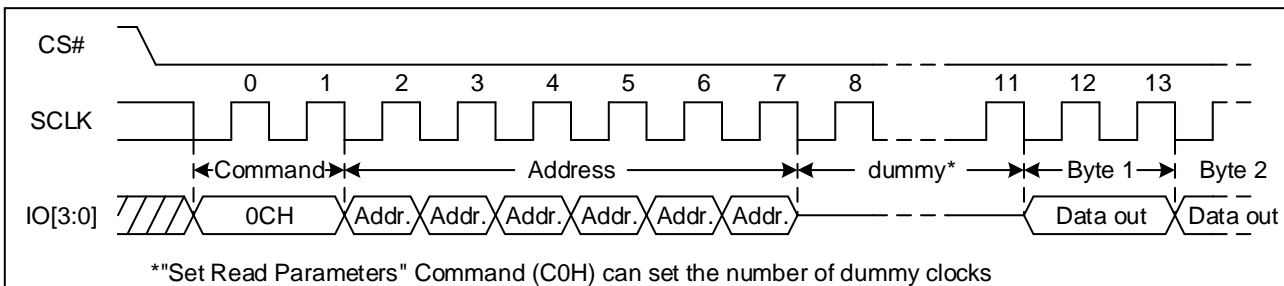 CS#
0 1 2 3 4 5 6 7 8 11 12 13
SCLK
Command Address dummy* Byte 1 Byte 2
IO[3:0] 0CH Addr. Addr. Addr. Addr. Addr. Addr. Data out Data out
*"Set Read Parameters" Command (C0H) can set the number of dummy clocks